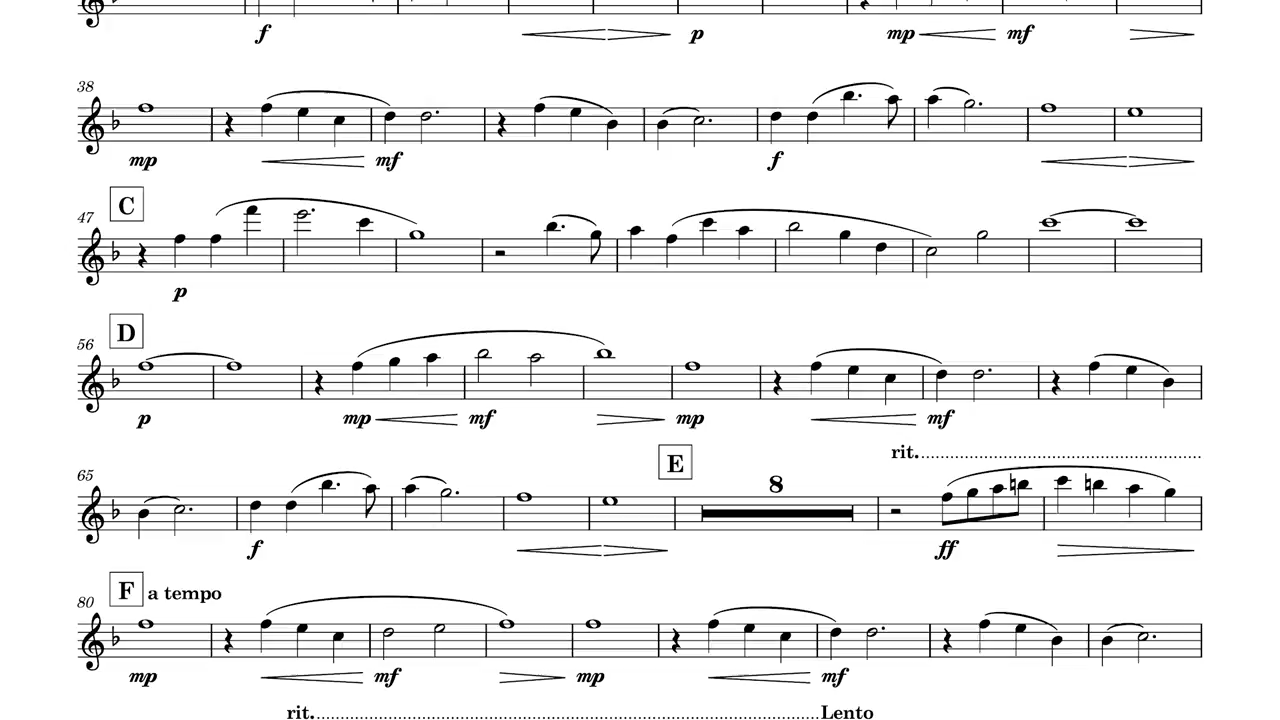 f p mp mf
38
mp mf f
C
47
p
D
56
p mp mf mp mf
rit.
E
65
8
f ff
F a tempo
80
mp mf mp mf
rit. Lento